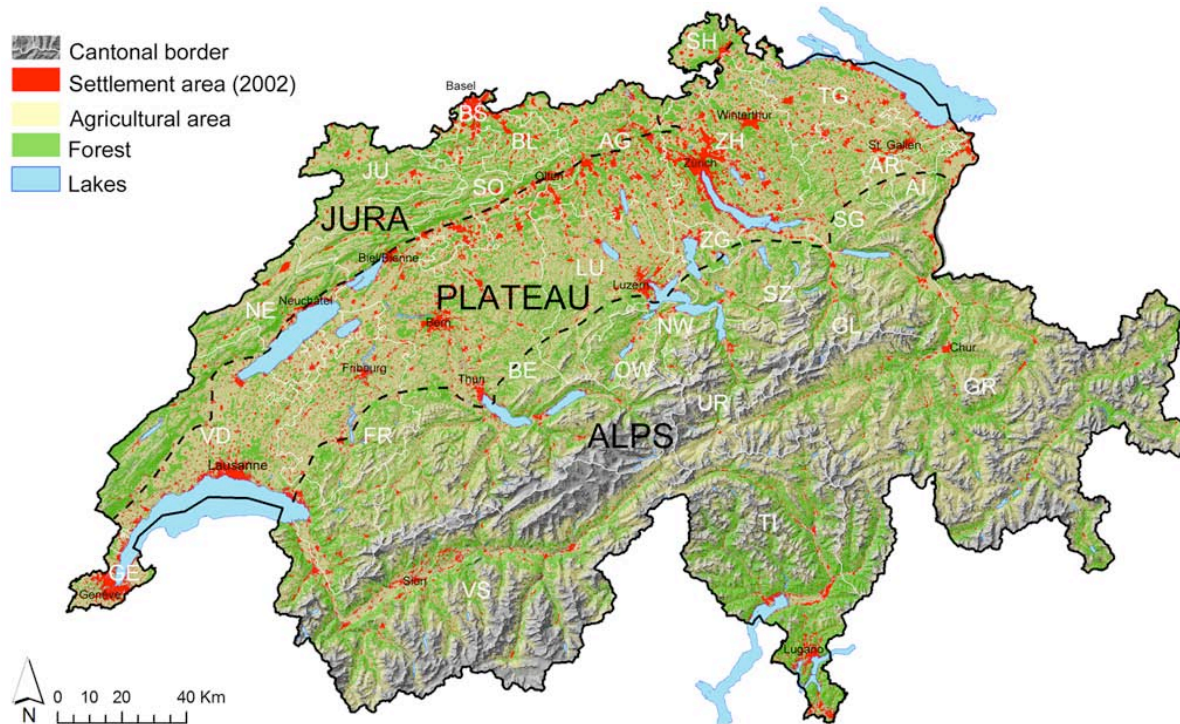 Cantonal border
Settlement area (2002)
Agricultural area
Forest
Lakes
SH
Basel
BS
TG
Winterthur
BL
AG
ZH
St. Gallen
Zürich
JU
AR
Olten
SO
AI
JURA
SG
ZG
Biel/Bienne
LU
Luzern
SZ
PLATEAU
Neuchâtel
NE
Bern
NW
GL
Chur
Fribourg
BE
OW
Thun
GR
UR
VD
FR
ALPS
Lausanne
TI
GE
Genève
Sion
VS
Lugano
N
0 10 20 40 Km